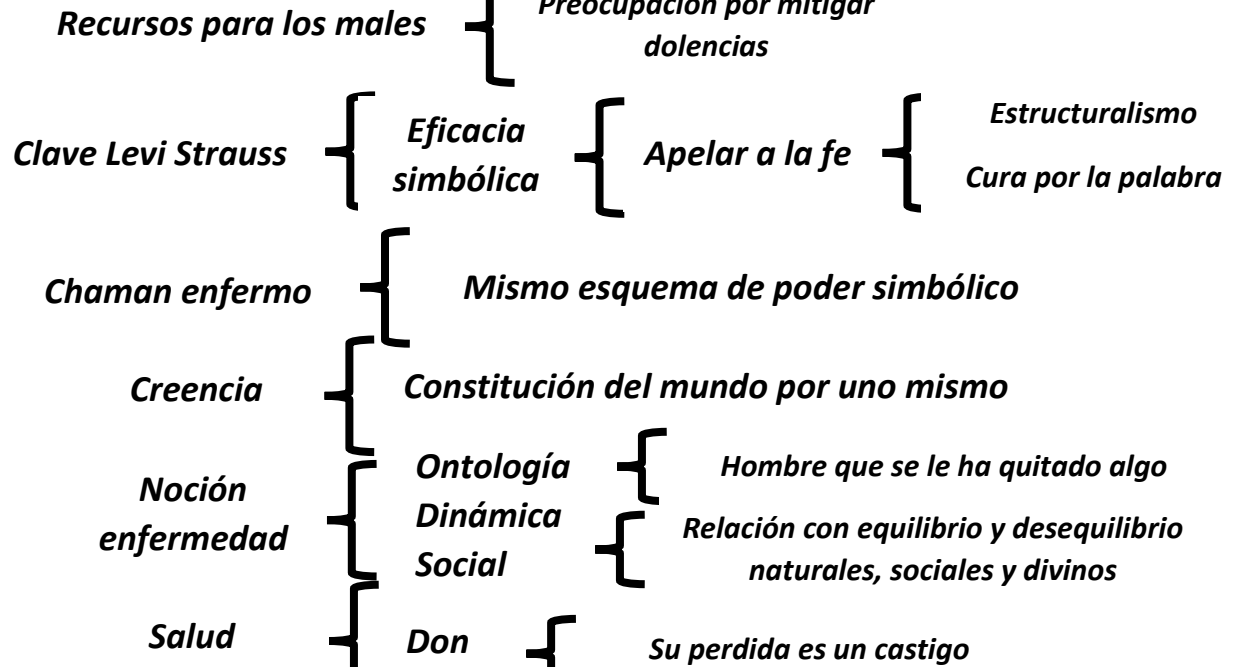 Preocupación por mitigar
Recursos para los males
dolencias
Estructuralismo
Eficacia
Clave Levi Strauss
simbólica
Apelar a la fe
Cura por la palabra
Chaman enfermo
Mismo esquema de poder simbólico
Creencia
Constitución del mundo por uno mismo
Noción
enfermedad
Ontología
Hombre que se le ha quitado algo
Dinámica
Social
Relación con equilibrio y desequilibrio
naturales, sociales y divinos
Salud
Don
Su perdida es un castigo